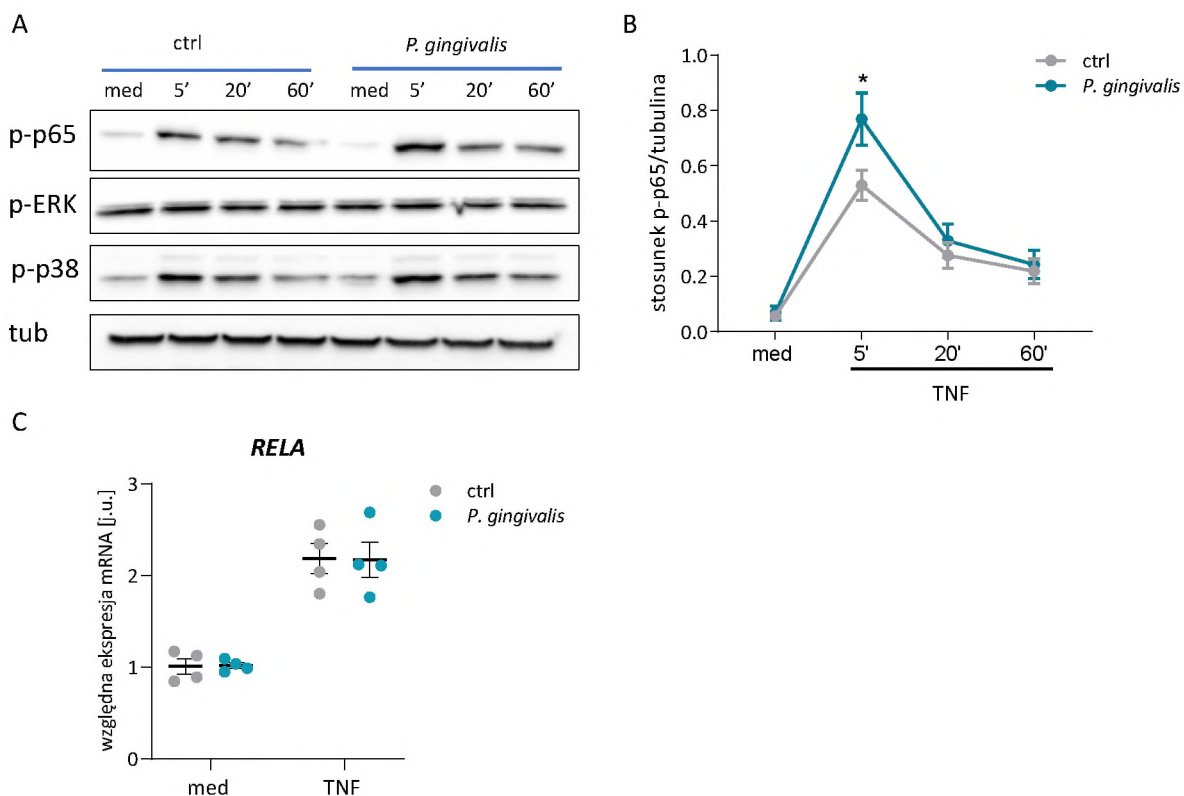 A
ctrl
P. gingivalis
med 5’ 20’ 60’ med 5’ 20’ 60’
p-p65
p-ERK
p-p38
tub
B
ctrl
P. gingivalis
*
stosunek p-p65/tubulina
1.0
0.8
0.6
0.4
0.2
0.0
med 5' 20' 60'
TNF
C
RELA
ctrl
P. gingivalis
względna ekspresja mRNA [j.u.]
3
2
1
0
med TNF